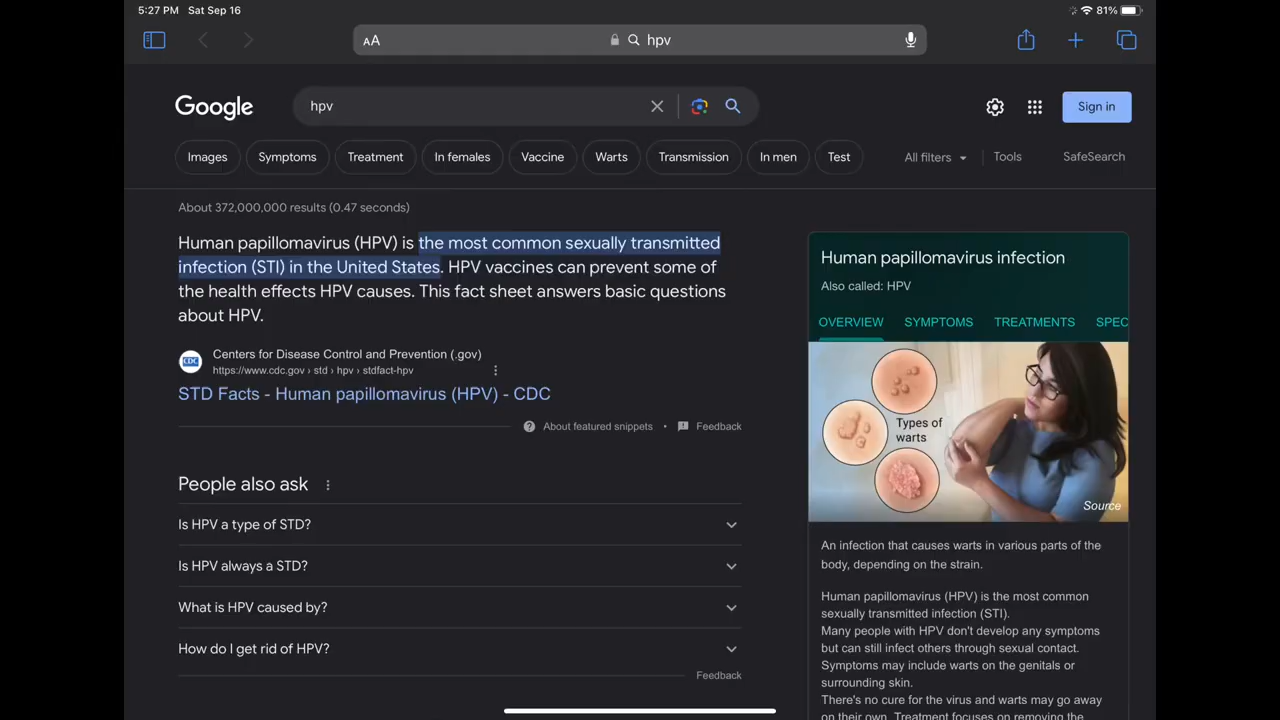 5:27 PM Sat Sep 16
81%
AA
hpv
Google
hpv
Sign in
Images
Symptoms
Treatment
In females
Vaccine
Warts
Transmission
In men
Test
All filters
Tools
SafeSearch
About 372,000,000 results (0.47 seconds)
Human papillomavirus (HPV) is the most common sexually transmitted
infection (STI) in the United States. HPV vaccines can prevent some of
the health effects HPV causes. This fact sheet answers basic questions
about HPV.
CDC
Centers for Disease Control and Prevention (.gov)
https://www.cdc.gov › std › hpv › stdfact-hpv
STD Facts - Human papillomavirus (HPV) - CDC
About featured snippets • Feedback
People also ask
Is HPV a type of STD?
Is HPV always a STD?
What is HPV caused by?
How do I get rid of HPV?
Feedback
Human papillomavirus infection
Also called: HPV
OVERVIEW
SYMPTOMS
TREATMENTS
SPEC
Types of
warts
Source
An infection that causes warts in various parts of the
body, depending on the strain.
Human papillomavirus (HPV) is the most common
sexually transmitted infection (STI).
Many people with HPV don't develop any symptoms
but can still infect others through sexual contact.
Symptoms may include warts on the genitals or
surrounding skin.
There's no cure for the virus and warts may go away
on their own. Treatment focuses on removing the